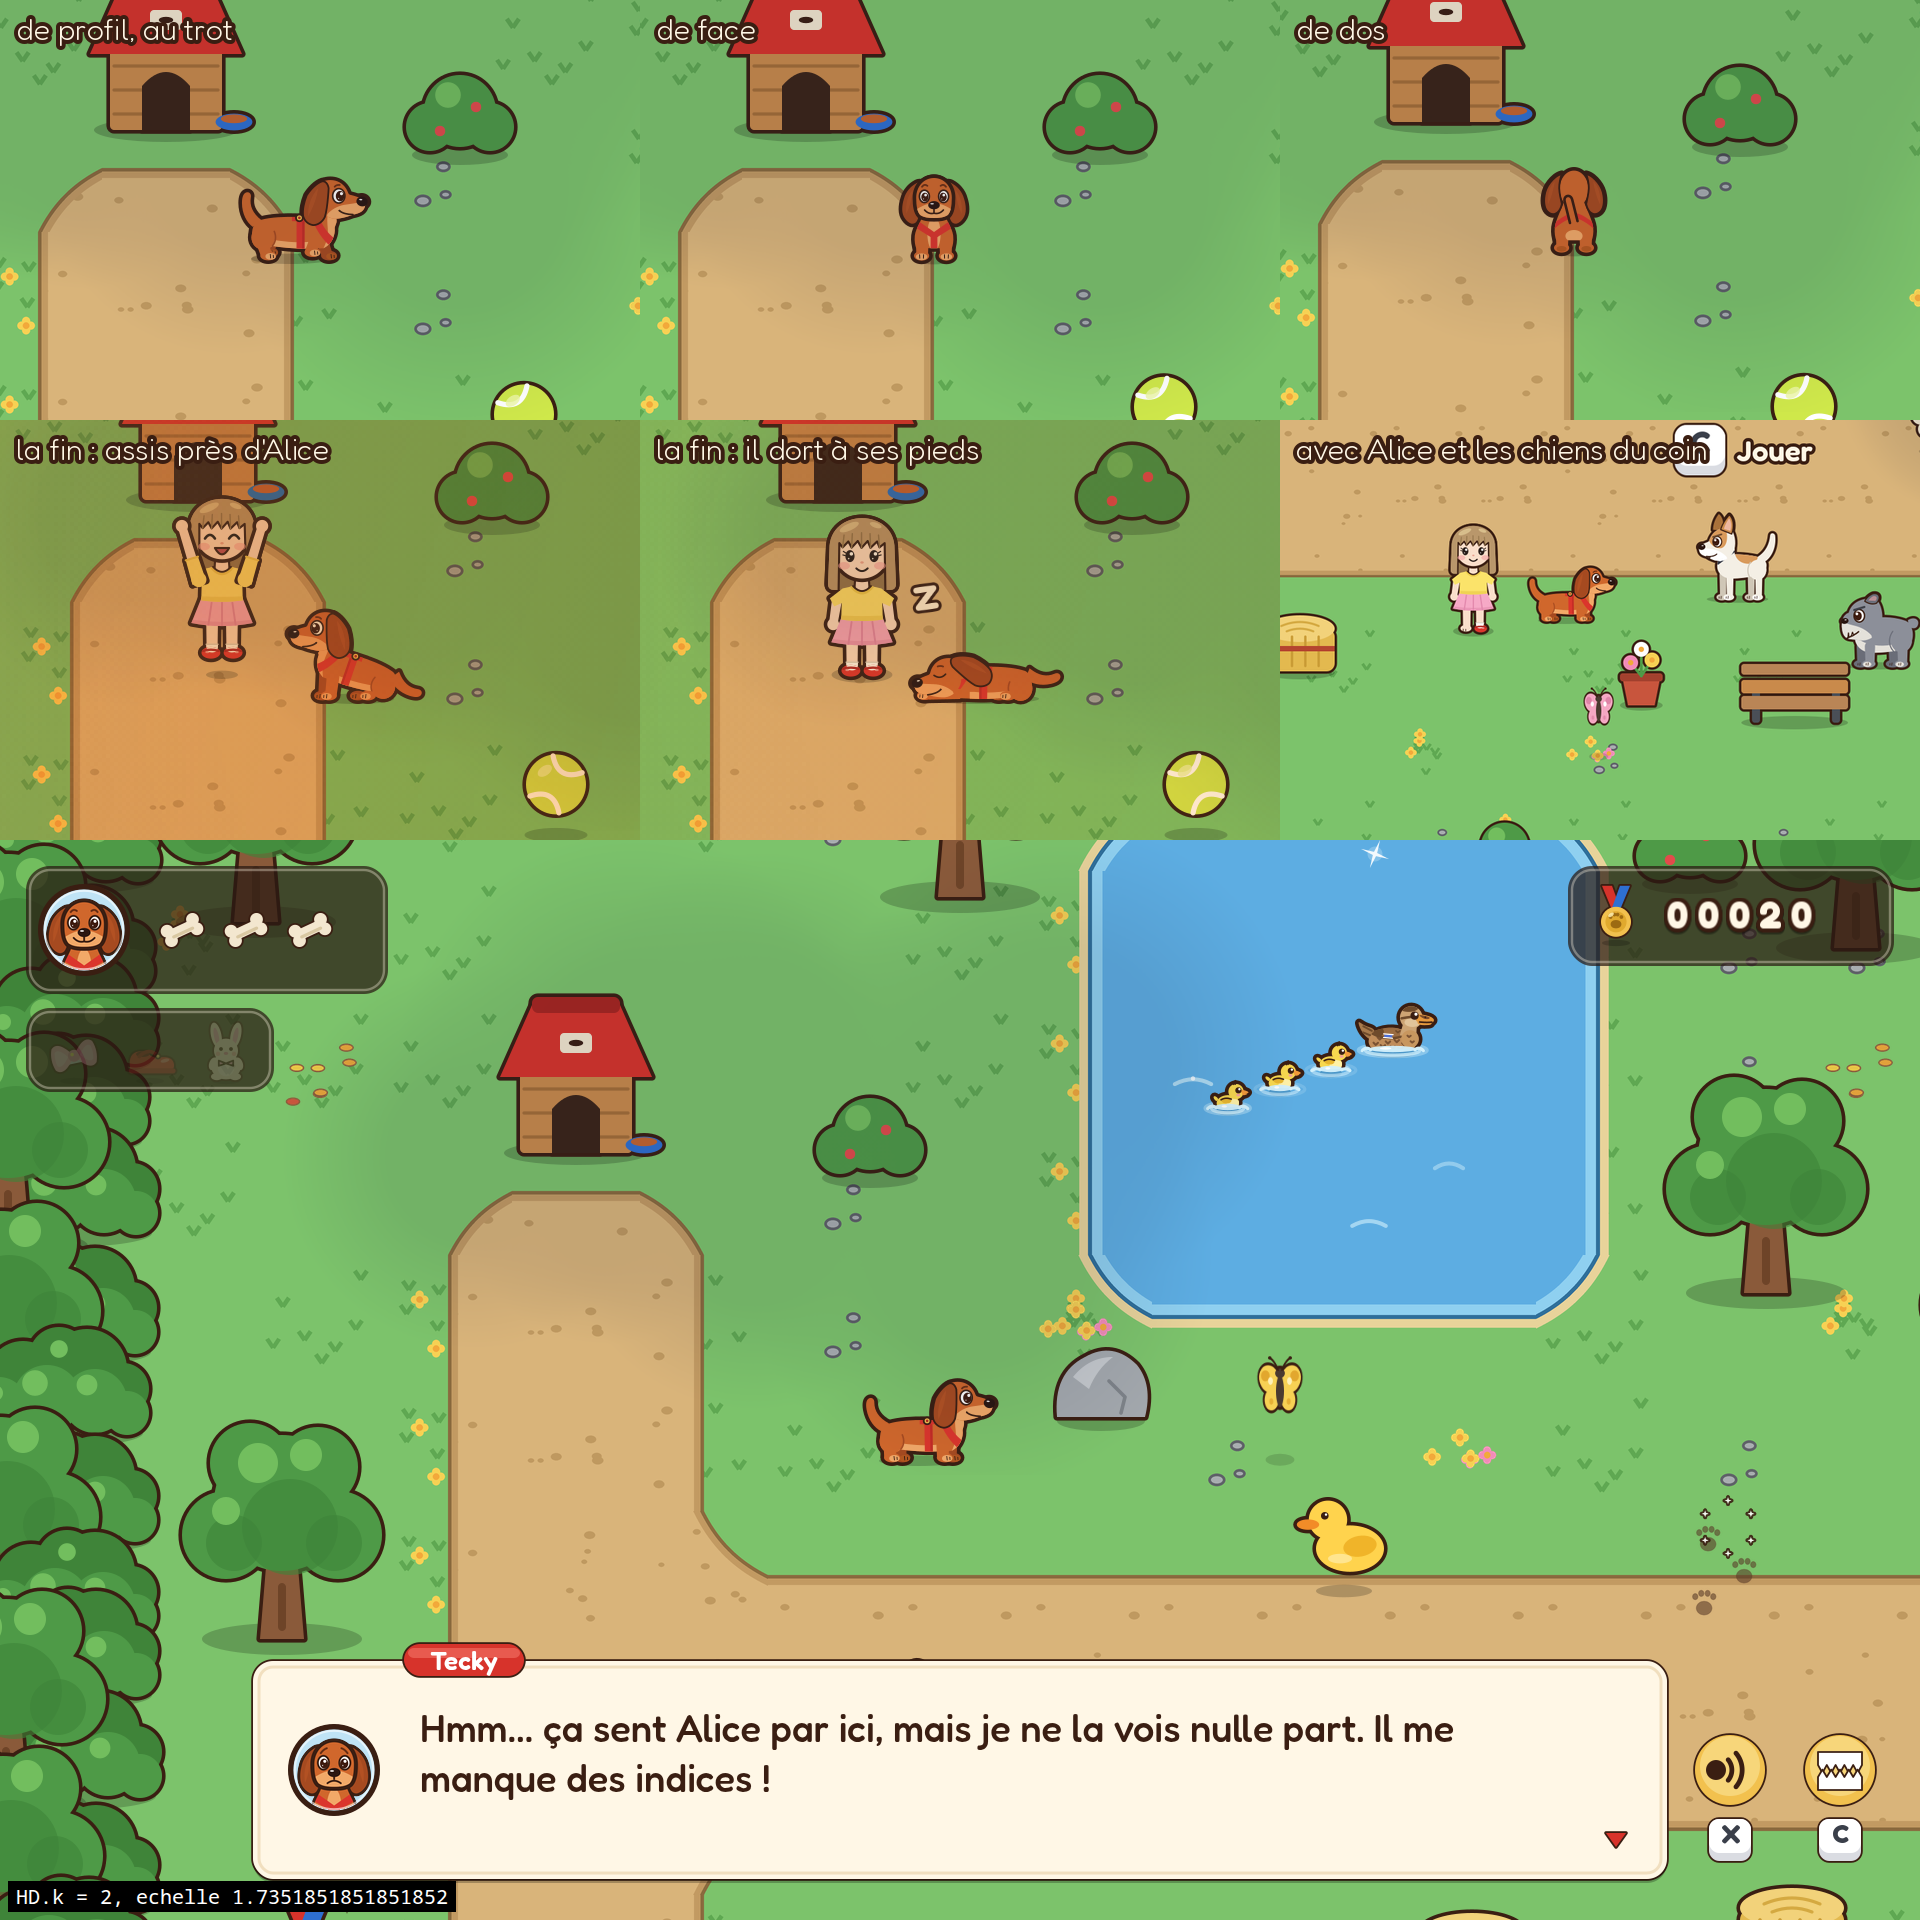 de profil, au trot
de face
de dos
la fin : assis près d'Alice
la fin : il dort à ses pieds
Z
avec Alice et les chiens du coin
Jouer
00020
Tecky
Hmm... ça sent Alice par ici, mais je ne la vois nulle part. Il me
manque des indices !
X
C
HD.k = 2, echelle 1.7351851851851852